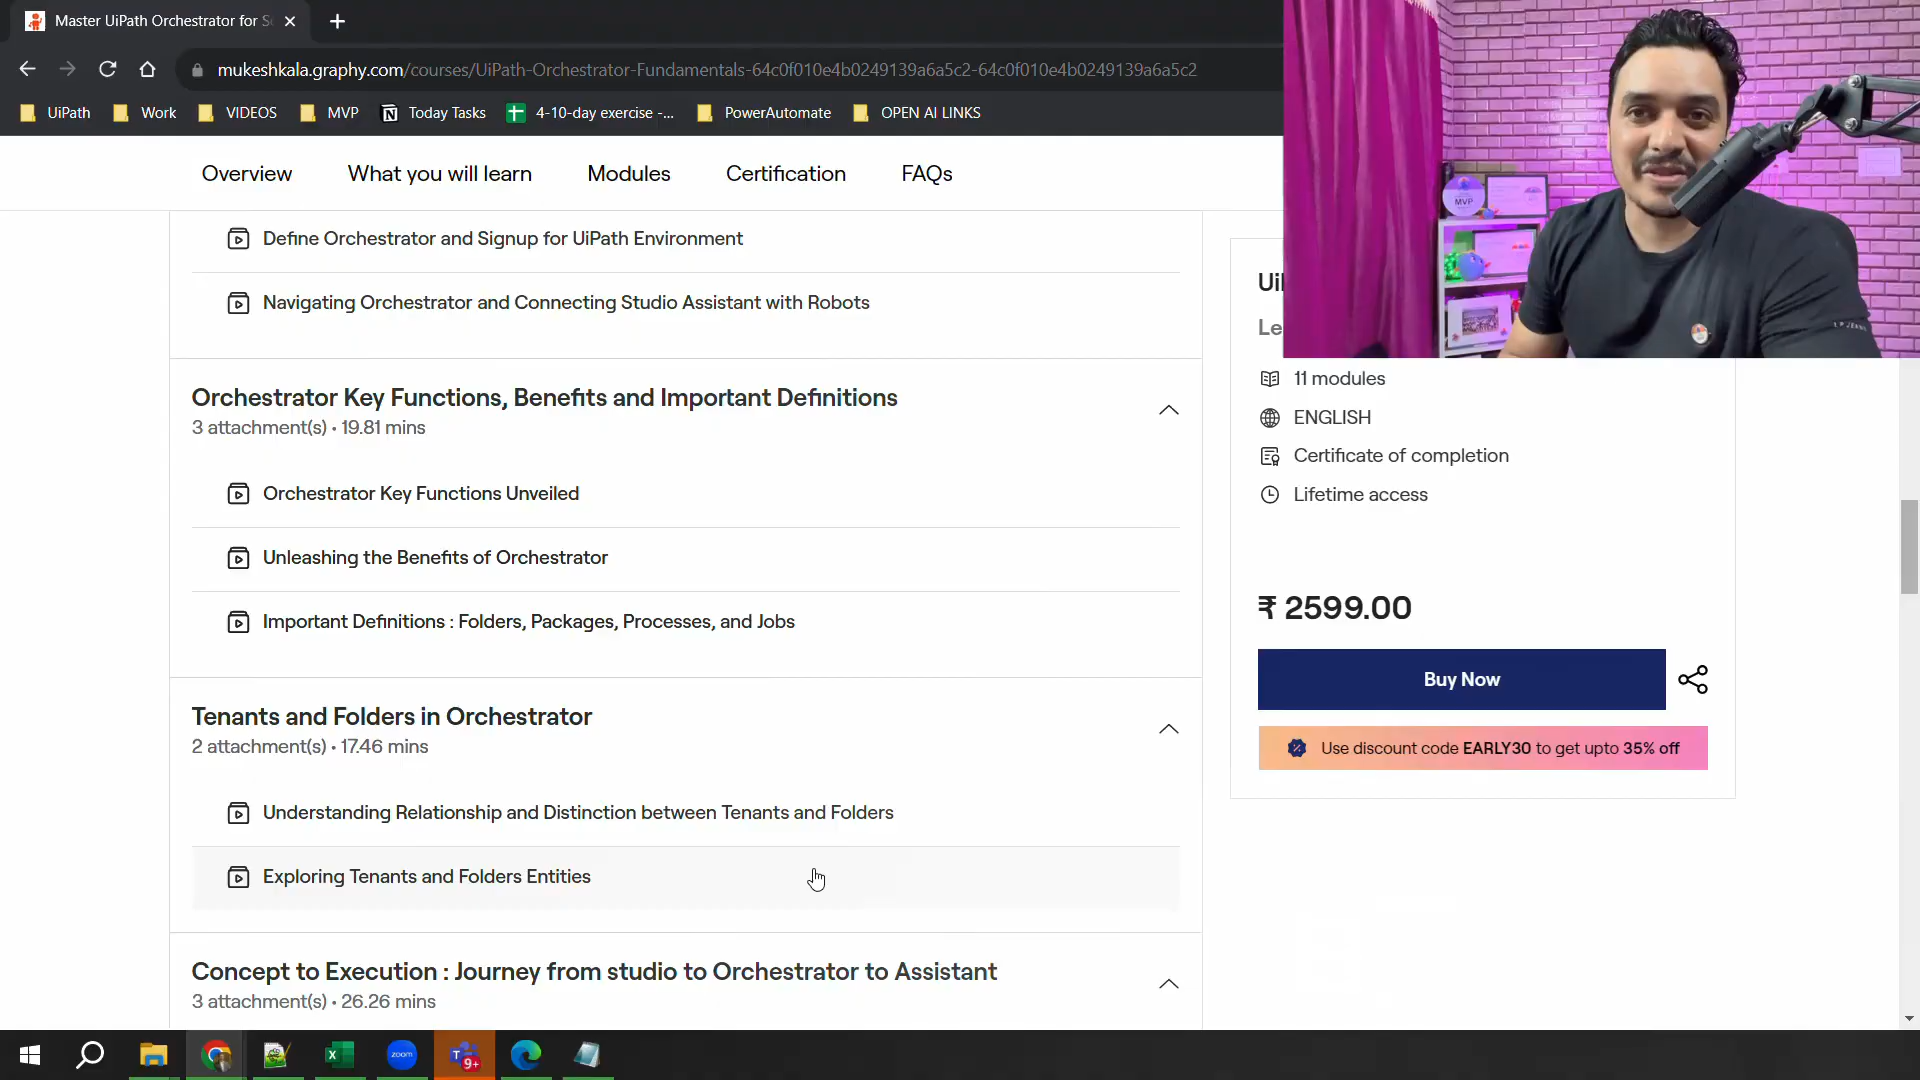 Master UiPath Orchestrator for S
mukeshkala.graphy.com/courses/UiPath-Orchestrator-Fundamentals-64c0f010e4b0249139a6a5c2-64c0f010e4b0249139a6a5c2
UiPath
Work
VIDEOS
MVP
Today Tasks
4-10-day exercise -...
PowerAutomate
OPEN AI LINKS
Overview
What you will learn
Modules
Certification
FAQs
MVP
Define Orchestrator and Signup for UiPath Environment
Navigating Orchestrator and Connecting Studio Assistant with Robots
Orchestrator Key Functions, Benefits and Important Definitions
3 attachment(s) • 19.81 mins
Orchestrator Key Functions Unveiled
Unleashing the Benefits of Orchestrator
Important Definitions : Folders, Packages, Processes, and Jobs
Tenants and Folders in Orchestrator
2 attachment(s) • 17.46 mins
Understanding Relationship and Distinction between Tenants and Folders
Exploring Tenants and Folders Entities
Concept to Execution : Journey from studio to Orchestrator to Assistant
3 attachment(s) • 26.26 mins
Ui
Le
11 modules
ENGLISH
Certificate of completion
Lifetime access
₹ 2599.00
Buy Now
Use discount code EARLY30 to get upto 35% off
zoom
T 9+